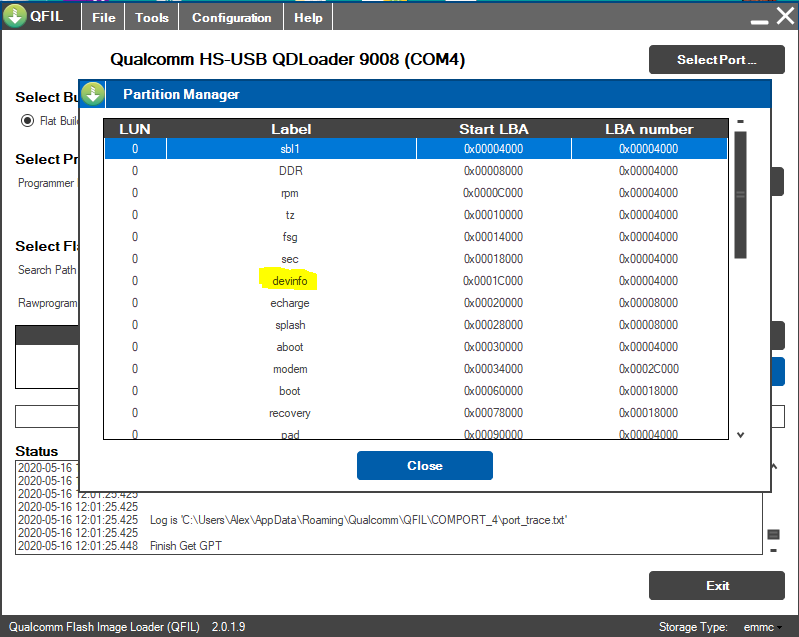 QFIL File Tools Configuration Help
Qualcomm HS-USB QDLoader 9008 (COM4)
Select Port ...
Select Bu
Partition Manager
Flat Build
Select Pr
Programmer
Select Fl
Search Path
Rawprogram
LUN Label Start LBA LBA number
0 sbl1 0x00004000 0x00004000
0 DDR 0x00008000 0x00004000
0 rpm 0x0000C000 0x00004000
0 tz 0x00010000 0x00004000
0 fsg 0x00014000 0x00004000
0 sec 0x00018000 0x00004000
0 devinfo 0x0001C000 0x00004000
0 echarge 0x00020000 0x00008000
0 splash 0x00028000 0x00008000
0 aboot 0x00030000 0x00004000
0 modem 0x00034000 0x0002C000
0 boot 0x00060000 0x00018000
0 recovery 0x00078000 0x00018000
0 pad 0x00090000 0x00004000
Close
Status
2020-05-16 1
2020-05-16 1
2020-05-16 12:01:25.425
2020-05-16 12:01:25.425
2020-05-16 12:01:25.425 Log is 'C:\Users\Alex\AppData\Roaming\Qualcomm\QFIL\COMPORT_4\port_trace.txt'
2020-05-16 12:01:25.425
2020-05-16 12:01:25.448 Finish Get GPT
Exit
Qualcomm Flash Image Loader (QFIL) 2.0.1.9 Storage Type: emmc